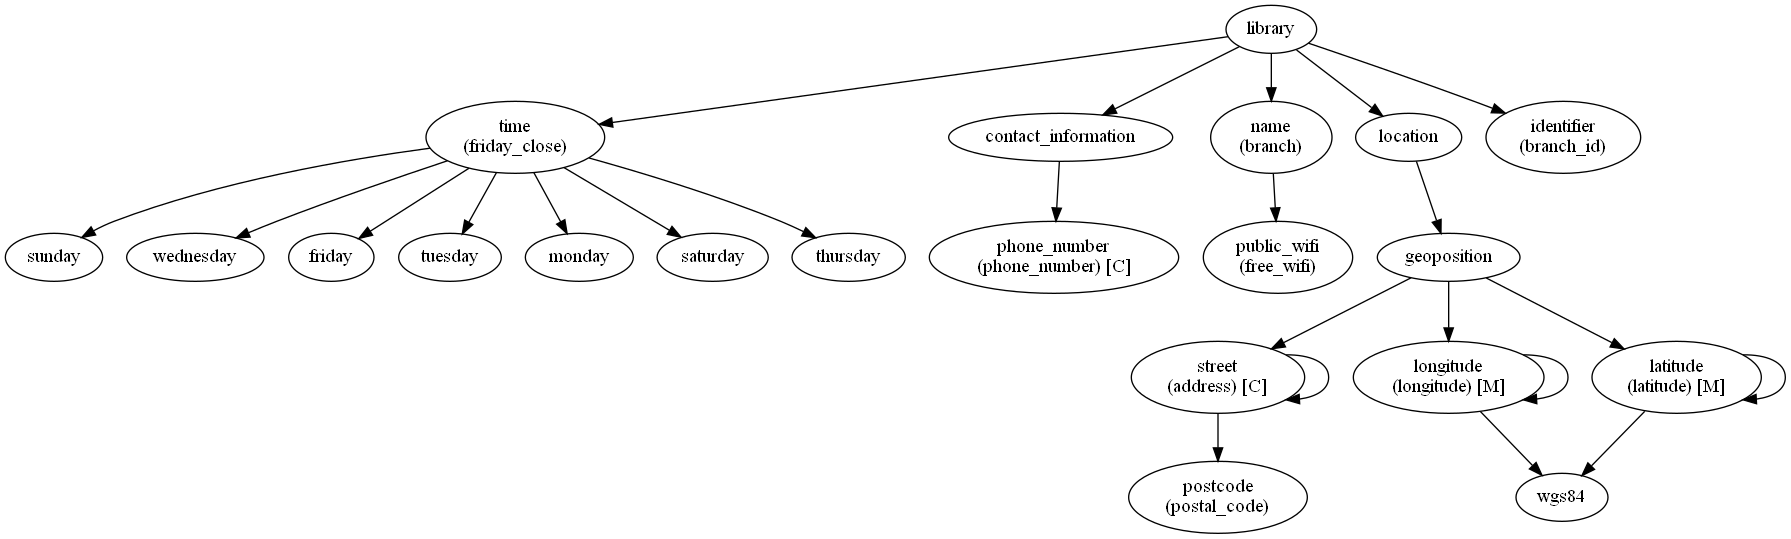 library
time
(friday_close)
contact_information
name
(branch)
location
identifier
(branch_id)
sunday
wednesday
friday
tuesday
monday
saturday
thursday
phone_number
(phone_number) [C]
public_wifi
(free_wifi)
geoposition
street
(address) [C]
longitude
(longitude) [M]
latitude
(latitude) [M]
postcode
(postal_code)
wgs84